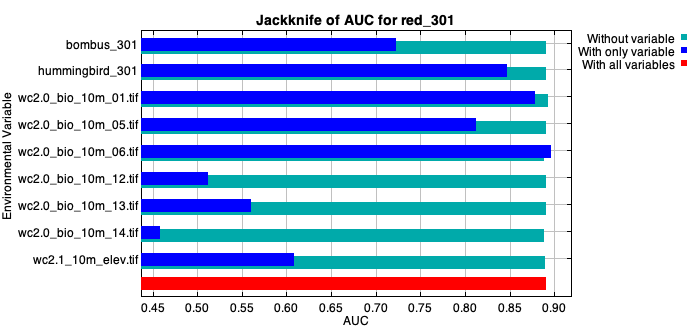 Jackknife of AUC for red_301
Without variable
With only variable
With all variables
Environmental Variable
bombus_301
hummingbird_301
wc2.0_bio_10m_01.tif
wc2.0_bio_10m_05.tif
wc2.0_bio_10m_06.tif
wc2.0_bio_10m_12.tif
wc2.0_bio_10m_13.tif
wc2.0_bio_10m_14.tif
wc2.1_10m_elev.tif
0.45 0.50 0.55 0.60 0.65 0.70 0.75 0.80 0.85 0.90
AUC